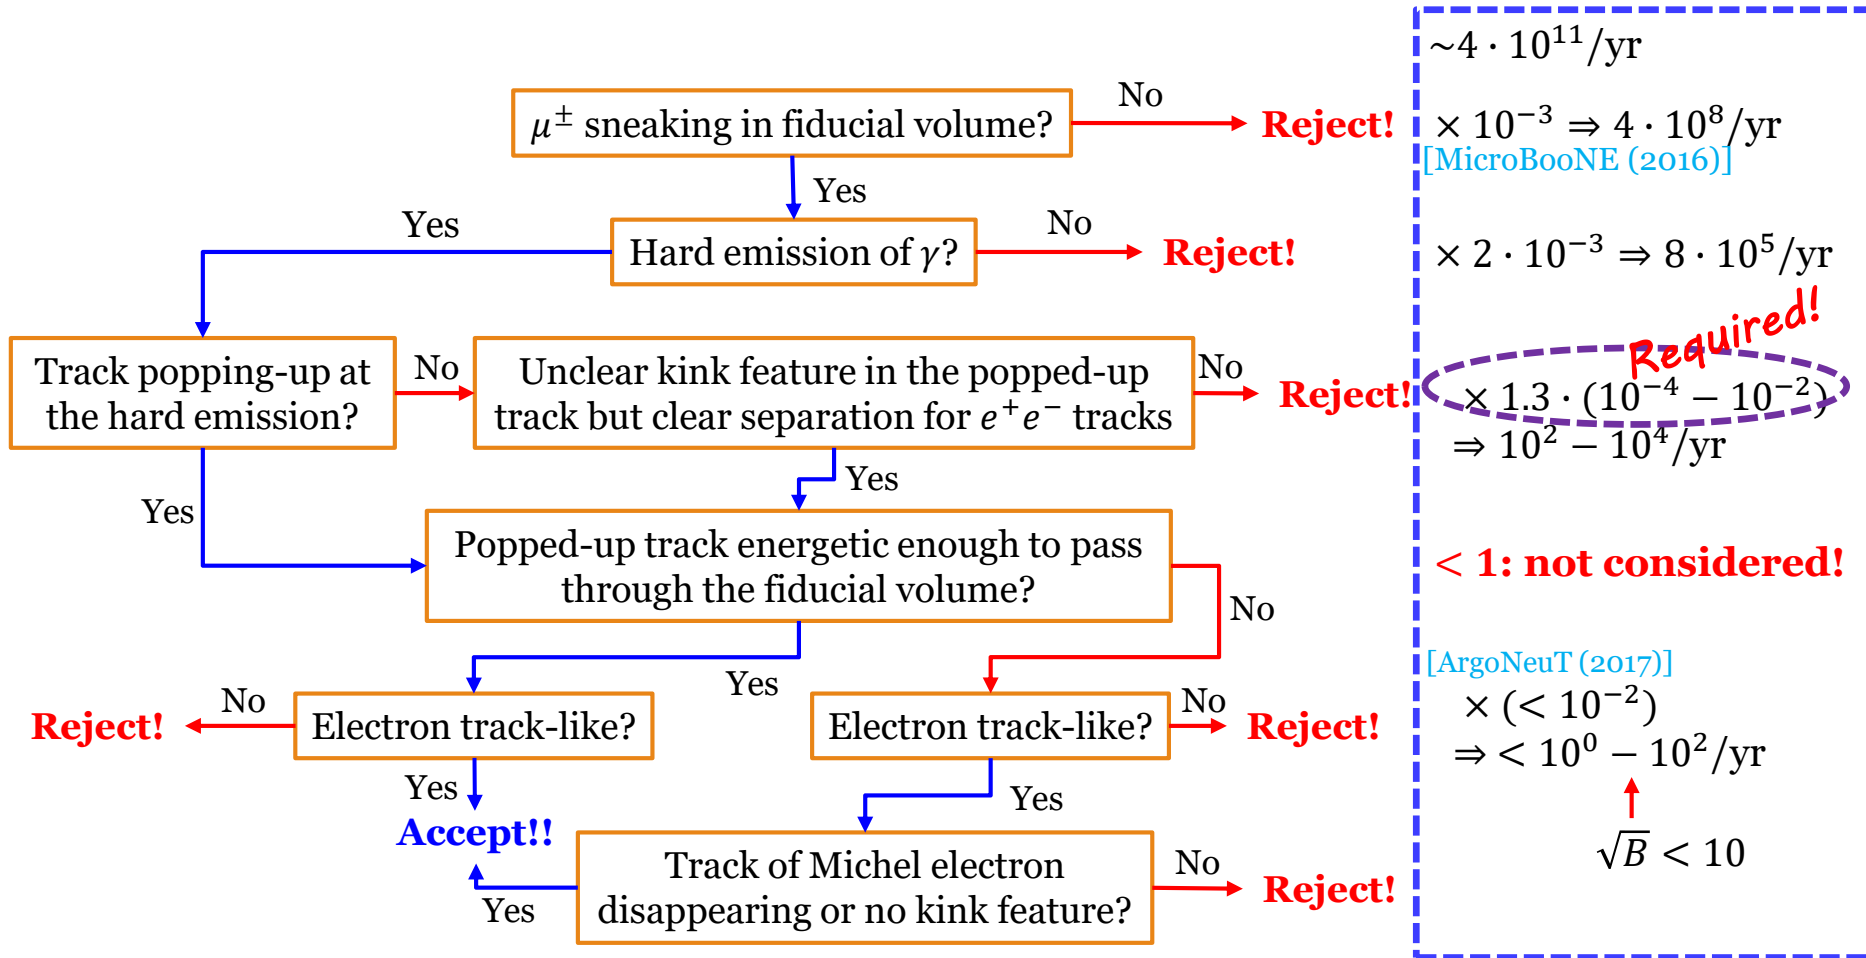 ~4 · 10¹¹/yr
μ± sneaking in fiducial volume?
No
Reject!
× 10⁻³ ⇒ 4 · 10⁸/yr
[MicroBooNE (2016)]
Yes
Yes
Hard emission of γ?
No
Reject!
× 2 · 10⁻³ ⇒ 8 · 10⁵/yr
Required!
Track popping-up at
the hard emission?
No
Unclear kink feature in the popped-up
track but clear separation for e⁺e⁻ tracks
No
Reject!
× 1.3 · (10⁻⁴ − 10⁻²)
⇒ 10² − 10⁴/yr
Yes
Yes
Popped-up track energetic enough to pass
through the fiducial volume?
< 1: not considered!
No
Yes
[ArgoNeuT (2017)]
Reject!
No
Electron track-like?
Electron track-like?
No
Reject!
× (< 10⁻²)
⇒ < 10⁰ − 10²/yr
Yes
Yes
Accept!!
√B < 10
Track of Michel electron
disappearing or no kink feature?
Yes
No
Reject!